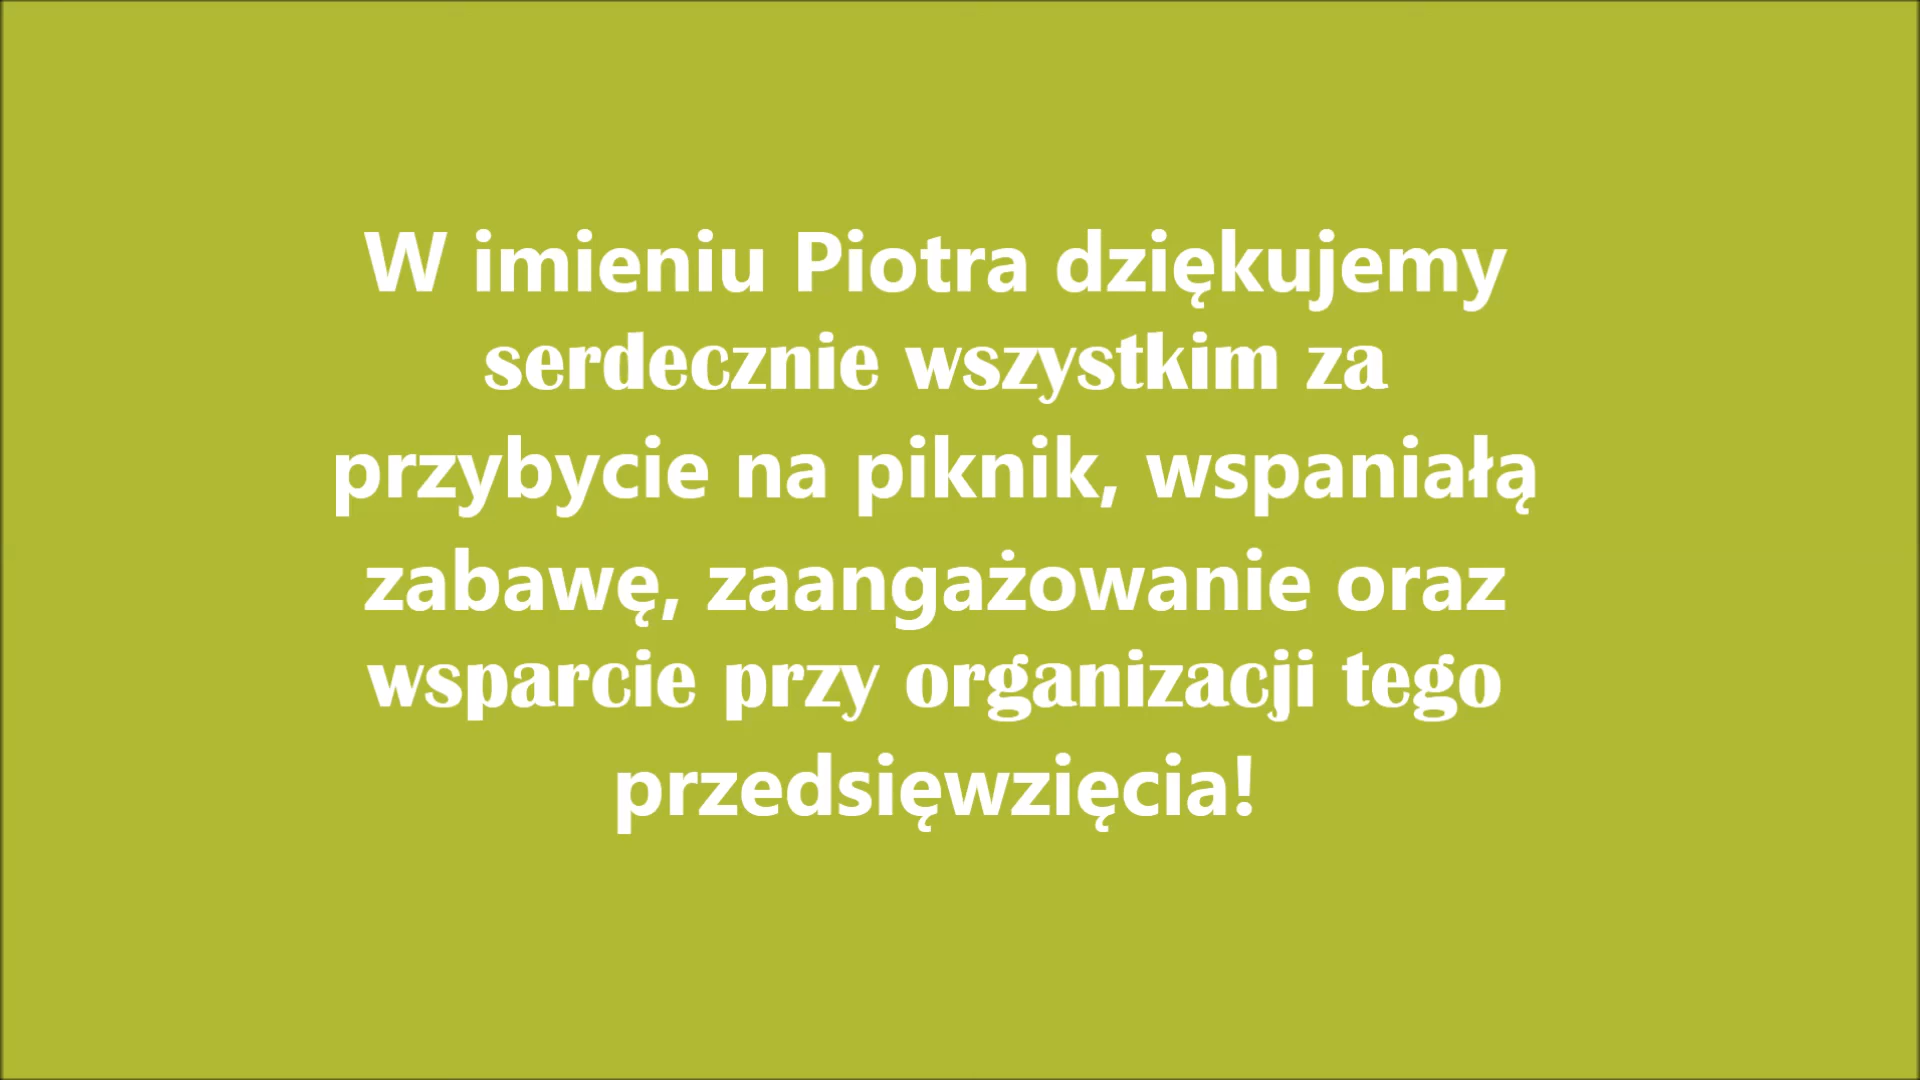 W imieniu Piotra dziękujemy
serdecznie wszystkim za
przybycie na piknik, wspaniałą
zabawę, zaangażowanie oraz
wsparcie przy organizacji tego
przedsięwzięcia!